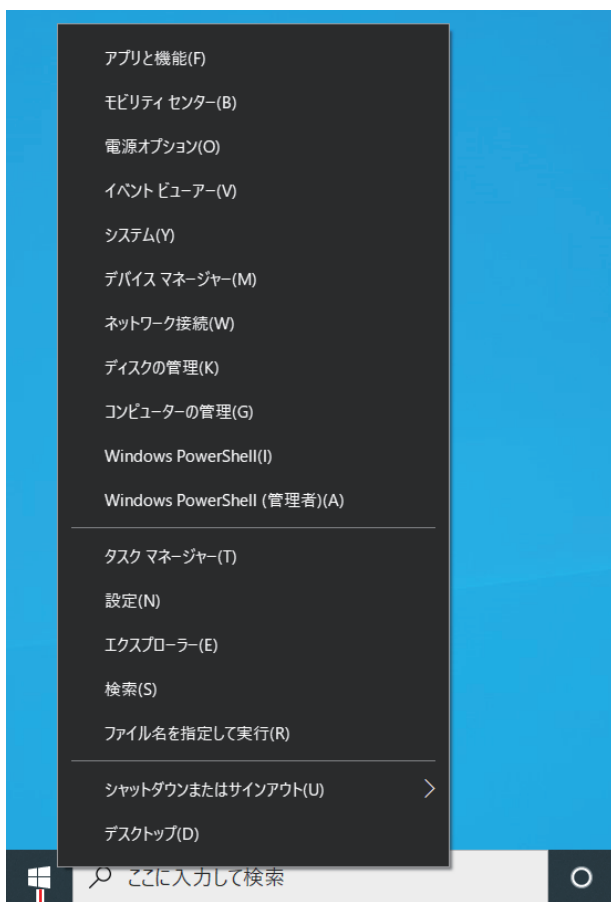 アプリと機能(F)
モビリティ センター(B)
電源オプション(O)
イベント ビューアー(V)
システム(Y)
デバイス マネージャー(M)
ネットワーク接続(W)
ディスクの管理(K)
コンピューターの管理(G)
Windows PowerShell(I)
Windows PowerShell (管理者)(A)
タスク マネージャー(T)
設定(N)
エクスプローラー(E)
検索(S)
ファイル名を指定して実行(R)
シャットダウンまたはサインアウト(U)
デスクトップ(D)
ここに入力して検索